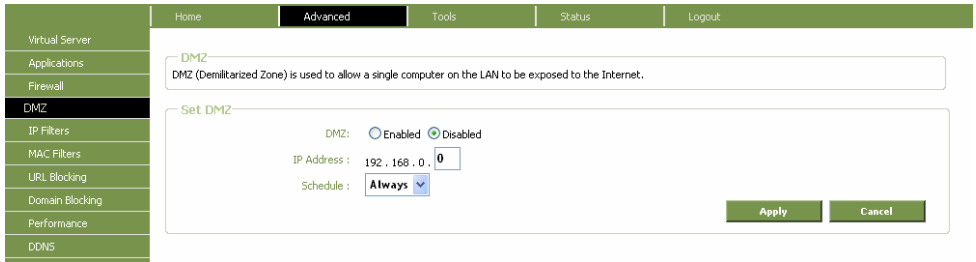 Home Advanced Tools Status Logout
Virtual Server
Applications
Firewall
DMZ
IP Filters
MAC Filters
URL Blocking
Domain Blocking
Performance
DDNS
DMZ
DMZ (Demilitarized Zone) is used to allow a single computer on the LAN to be exposed to the Internet.
Set DMZ
DMZ: Enabled Disabled
IP Address : 192 . 168 . 0 . 0
Schedule : Always
Apply Cancel